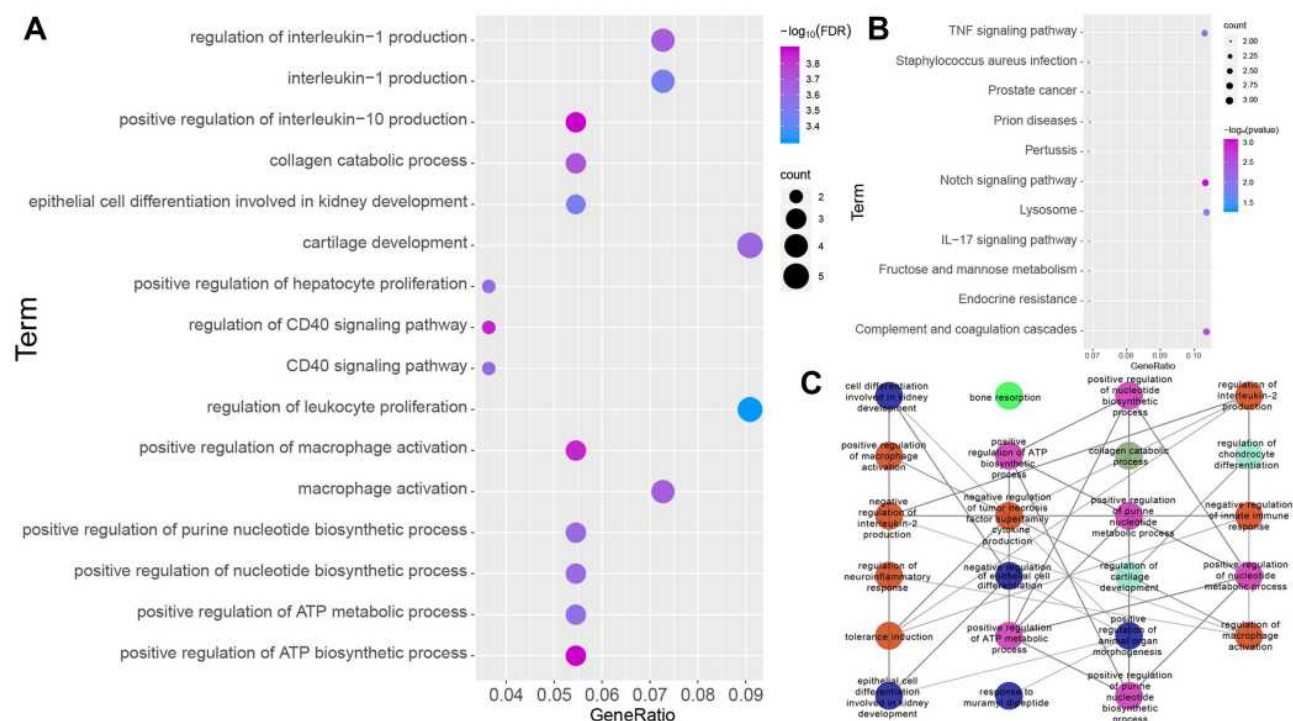 A
regulation of interleukin−1 production
interleukin−1 production
positive regulation of interleukin−10 production
collagen catabolic process
epithelial cell differentiation involved in kidney development
cartilage development
positive regulation of hepatocyte proliferation
regulation of CD40 signaling pathway
CD40 signaling pathway
regulation of leukocyte proliferation
positive regulation of macrophage activation
macrophage activation
positive regulation of purine nucleotide biosynthetic process
positive regulation of nucleotide biosynthetic process
positive regulation of ATP metabolic process
positive regulation of ATP biosynthetic process
Term
0.04 0.05 0.06 0.07 0.08 0.09
GeneRatio
−log₁₀(FDR)
3.8
3.7
3.6
3.5
3.4
count
2
3
4
5
B
TNF signaling pathway
Staphylococcus aureus infection
Prostate cancer
Prion diseases
Pertussis
Notch signaling pathway
Lysosome
IL−17 signaling pathway
Fructose and mannose metabolism
Endocrine resistance
Complement and coagulation cascades
Term
0.07 0.08 0.09 0.10
GeneRatio
count
2.00
2.25
2.50
2.75
3.00
−log₁₀(pvalue)
3.0
2.5
2.0
1.5
C
cell differentiation
involved in kidney
development
bone resorption
positive regulation
of nucleotide
biosynthetic
process
regulation of
interleukin-2
production
positive regulation
of macrophage
activation
positive
regulation of ATP
biosynthetic
process
collagen catabolic
process
regulation of
chondrocyte
differentiation
negative
regulation of
interleukin-2
production
negative regulation
of tumor necrosis
factor superfamily
cytokine
production
positive regulation
of purine
nucleotide
metabolic process
negative regulation
of innate immune
response
regulation of
neuroinflammatory
response
negative regulation
of epithelial cell
differentiation
regulation of
cartilage
development
positive regulation
of nucleotide
metabolic process
tolerance induction
positive regulation
of ATP metabolic
process
positive
regulation of
animal organ
morphogenesis
regulation of
macrophage
activation
epithelial cell
differentiation
involved in kidney
development
response to
muramyl dipeptide
positive regulation
of purine
nucleotide
biosynthetic
process